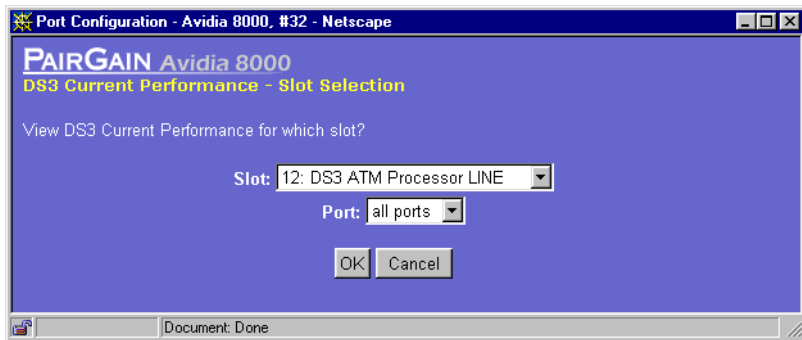 Port Configuration - Avidia 8000, #32 - Netscape
PAIRGAIN Avidia 8000
DS3 Current Performance - Slot Selection
View DS3 Current Performance for which slot?
Slot: 12: DS3 ATM Processor LINE
Port: all ports
OK Cancel
Document: Done